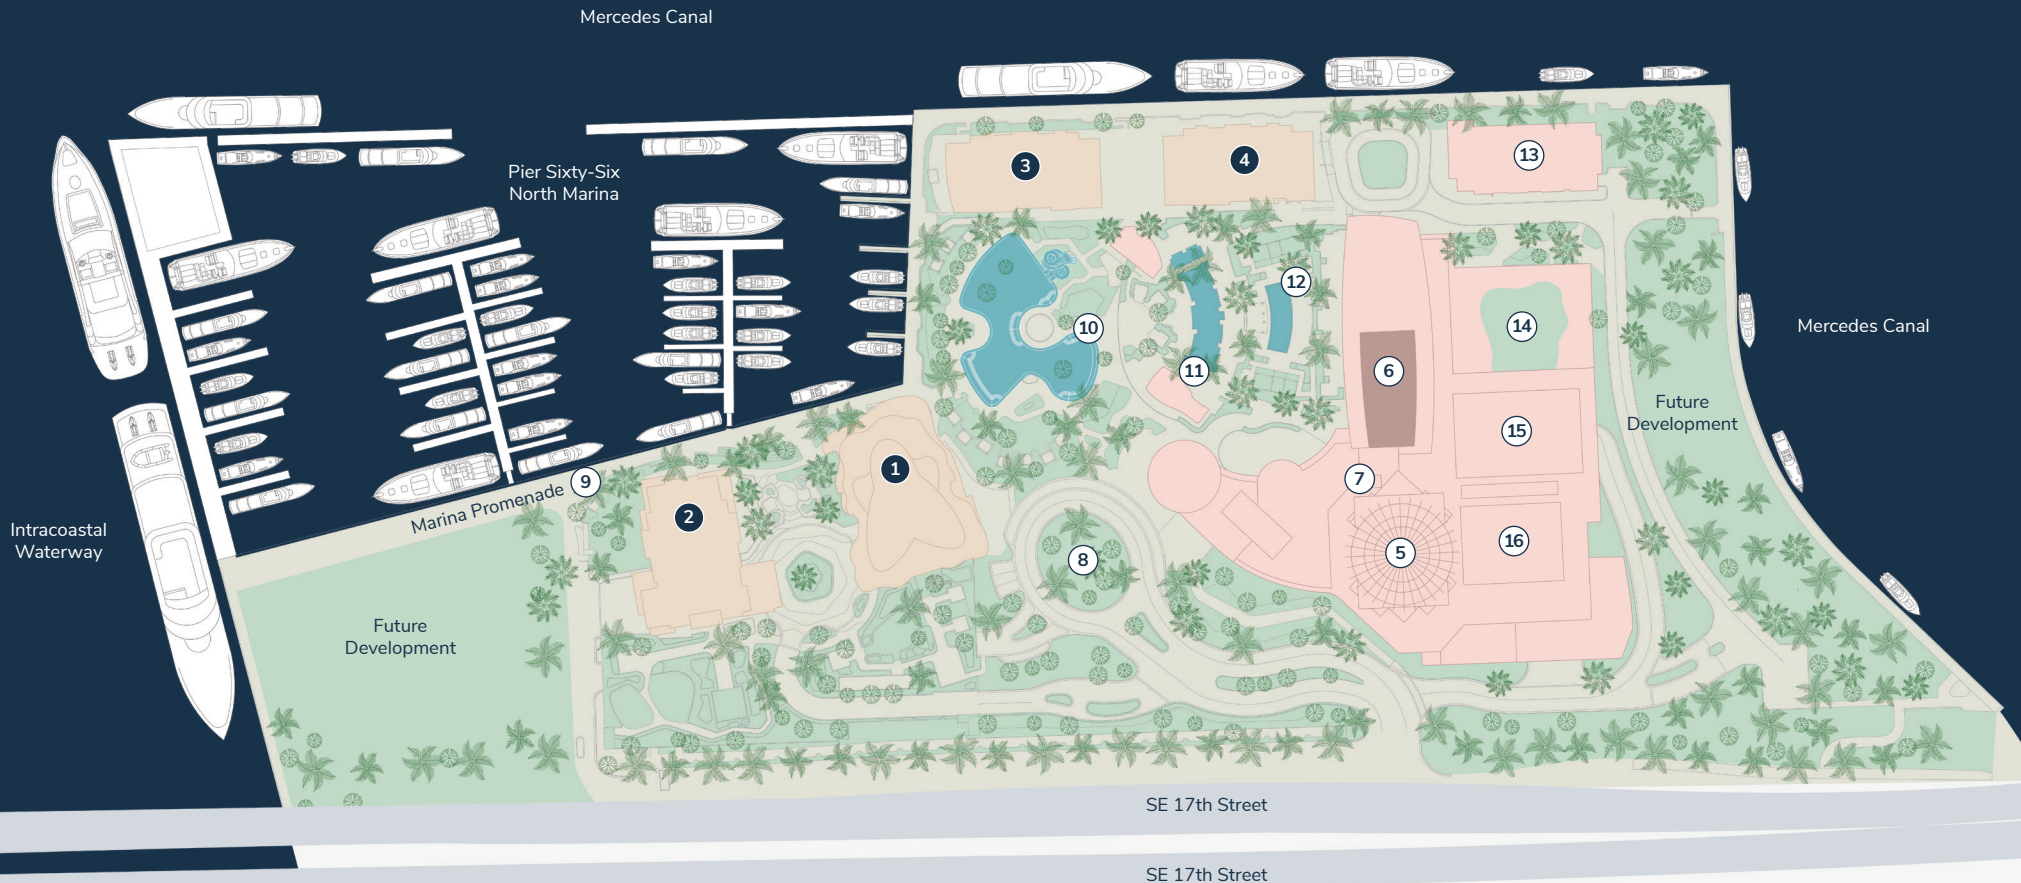 Mercedes Canal
Pier Sixty-Six
North Marina
3
4
13
12
10
14
Mercedes Canal
11
6
Future
Development
15
1
7
9
Marina Promenade
2
Intracoastal
Waterway
16
5
8
Future
Development
SE 17th Street
SE 17th Street